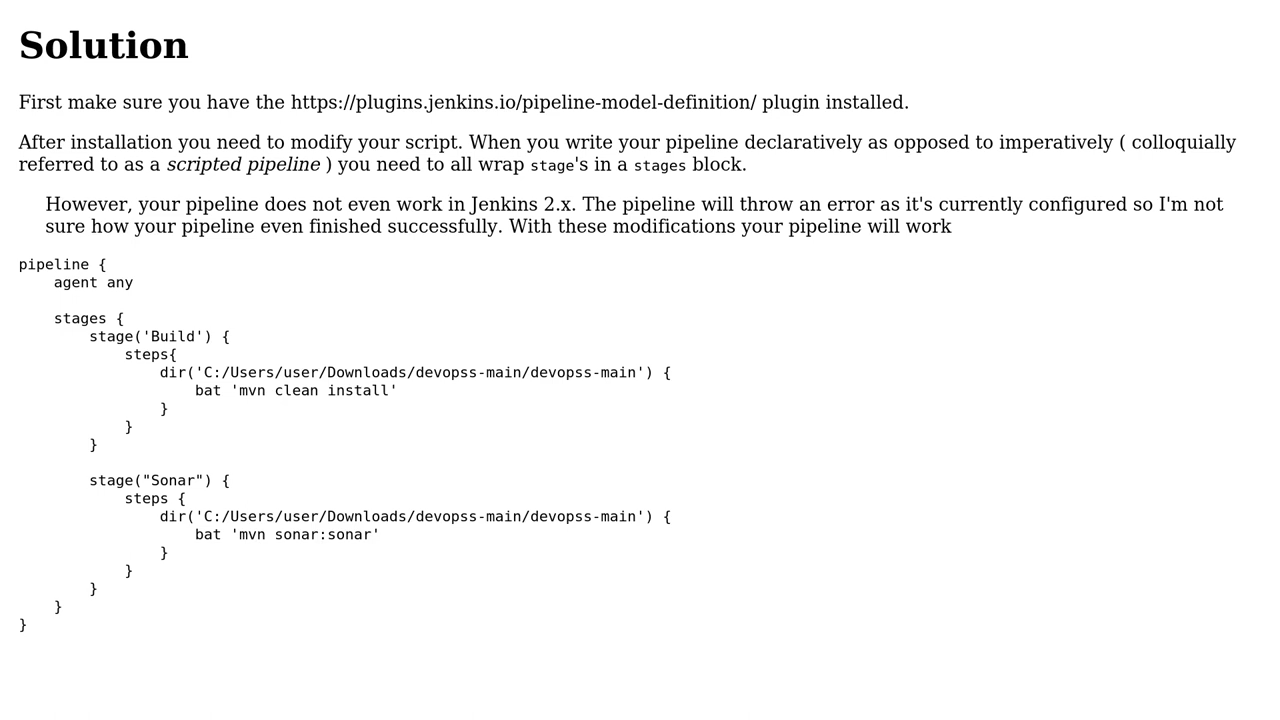 Solution
First make sure you have the https://plugins.jenkins.io/pipeline-model-definition/ plugin installed.
After installation you need to modify your script. When you write your pipeline declaratively as opposed to imperatively ( colloquially
referred to as a scripted pipeline ) you need to all wrap stage's in a stages block.
However, your pipeline does not even work in Jenkins 2.x. The pipeline will throw an error as it's currently configured so I'm not
sure how your pipeline even finished successfully. With these modifications your pipeline will work
pipeline {
    agent any

    stages {
        stage('Build') {
            steps{
                dir('C:/Users/user/Downloads/devopss-main/devopss-main') {
                    bat 'mvn clean install'
                }
            }
        }

        stage("Sonar") {
            steps {
                dir('C:/Users/user/Downloads/devopss-main/devopss-main') {
                    bat 'mvn sonar:sonar'
                }
            }
        }
    }
}